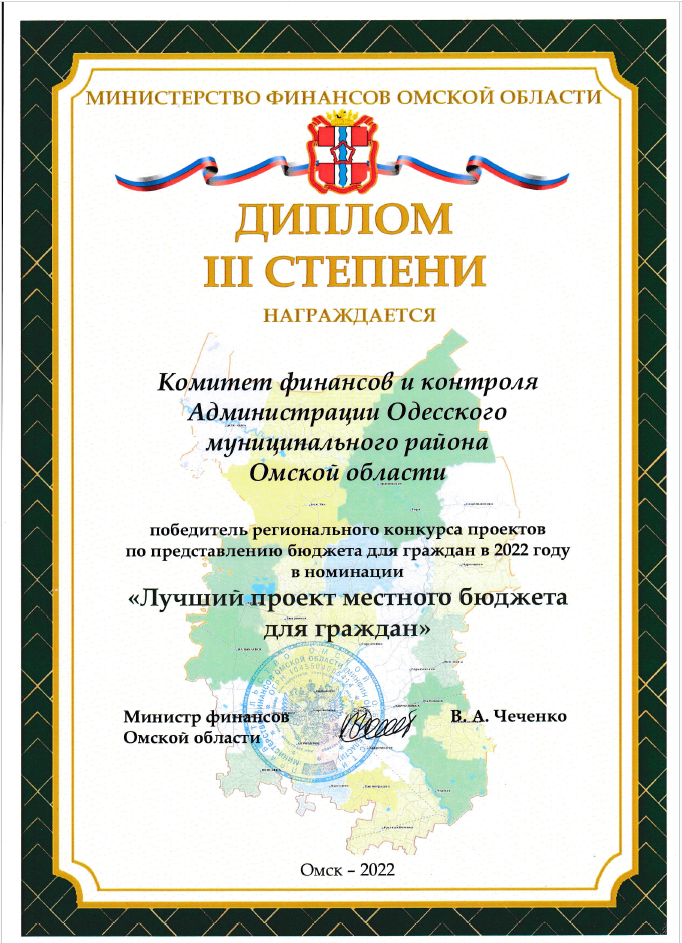 МИНИСТЕРСТВО ФИНАНСОВ ОМСКОЙ ОБЛАСТИ
ДИПЛОМ
III СТЕПЕНИ
НАГРАЖДАЕТСЯ
Комитет финансов и контроля
Администрации Одесского
муниципального района
Омской области
победитель регионального конкурса проектов
по представлению бюджета для граждан в 2022 году
в номинации
«Лучший проект местного бюджета
для граждан»
Министр финансов
Омской области
В. А. Чеченко
Омск – 2022